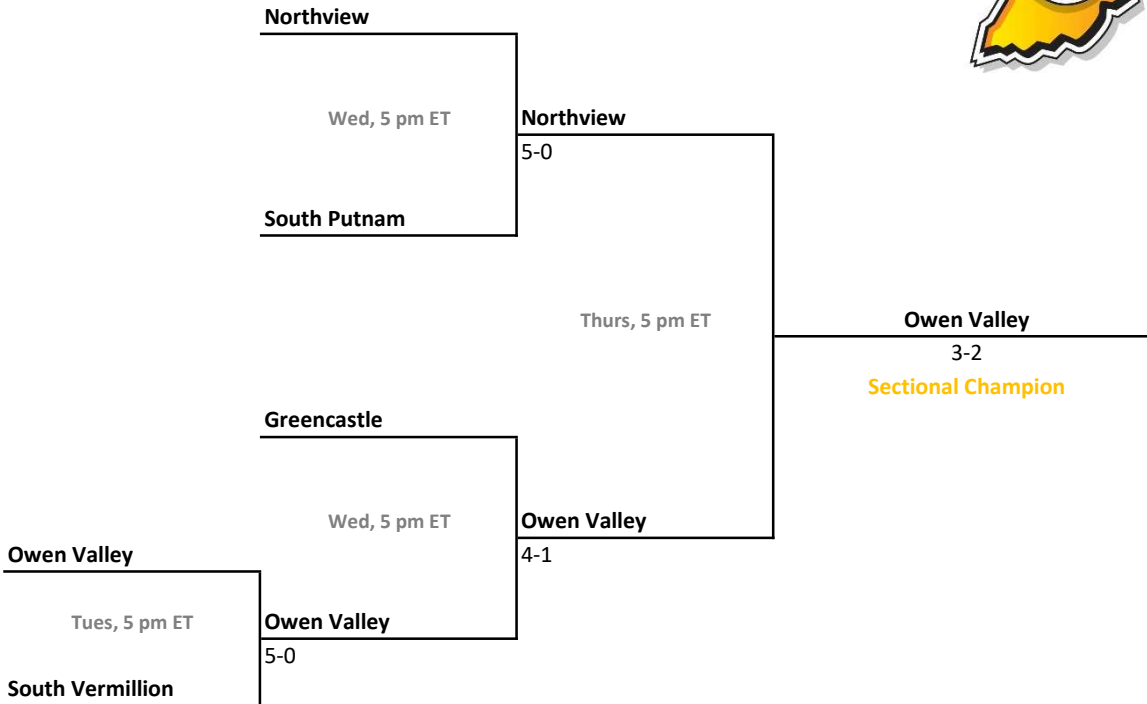 Northview
Wed, 5 pm ET
Northview
5-0
South Putnam
Thurs, 5 pm ET
Owen Valley
3-2
Sectional Champion
Greencastle
Wed, 5 pm ET
Owen Valley
4-1
Owen Valley
Tues, 5 pm ET
Owen Valley
5-0
South Vermillion